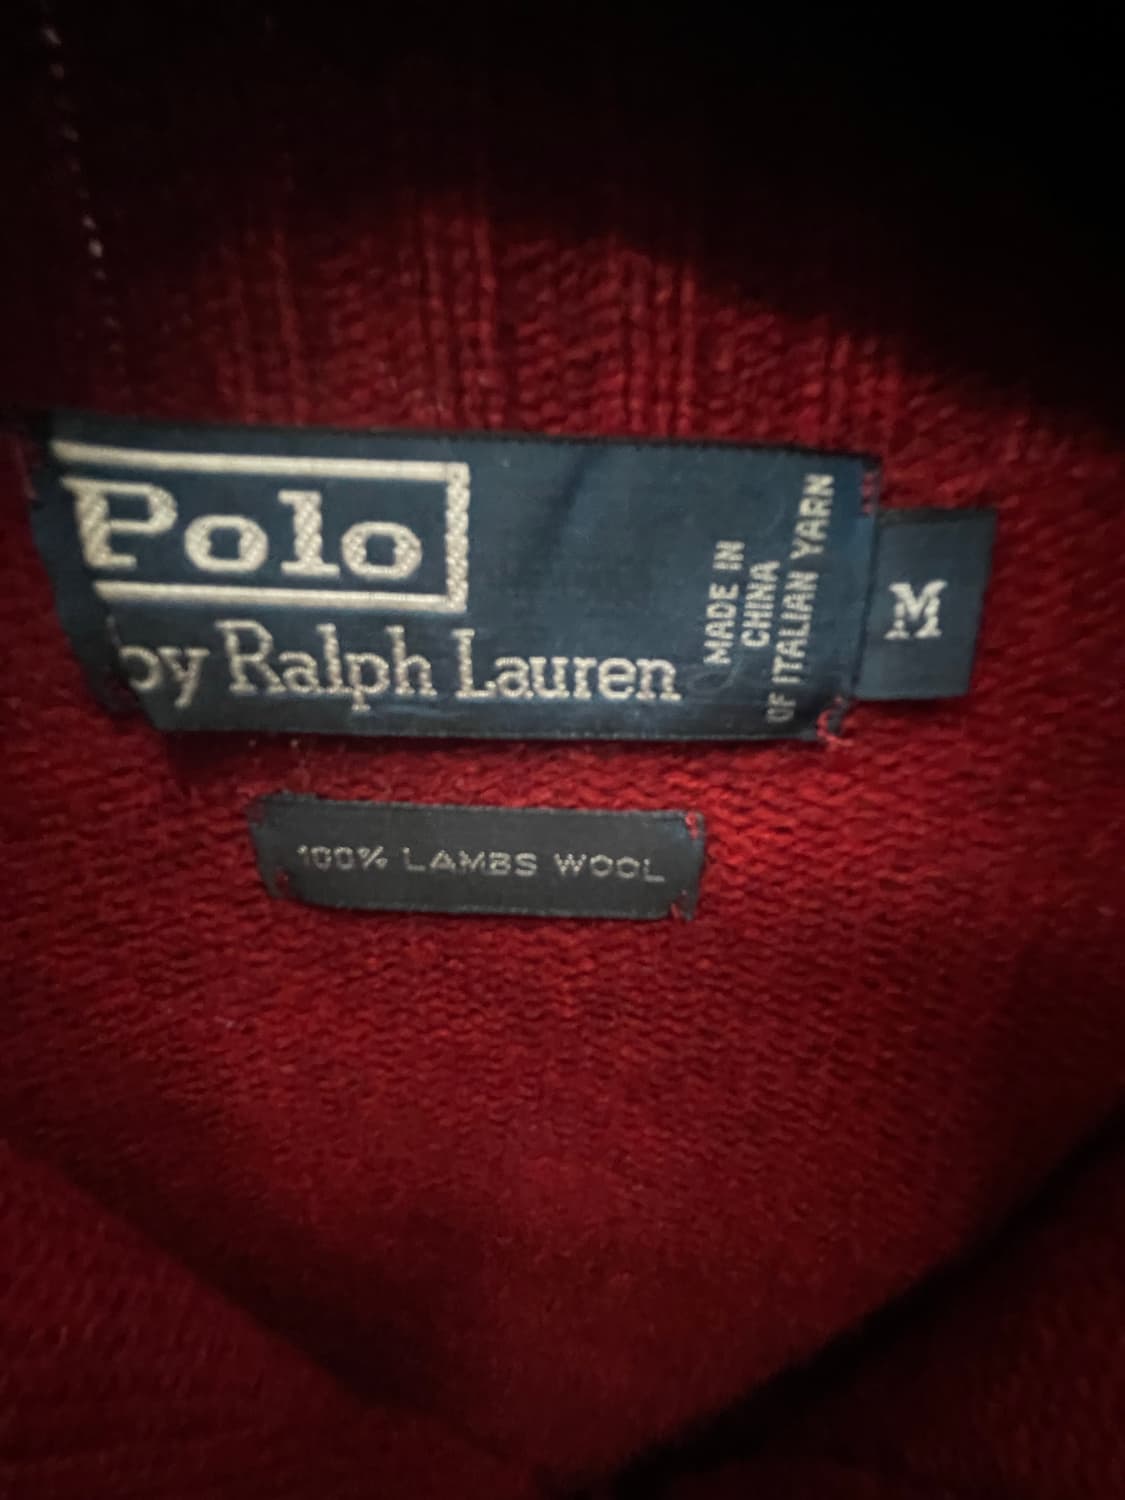 Polo
by Ralph Lauren
MADE IN
CHINA
OF ITALIAN YARN
M
100% LAMBS WOOL